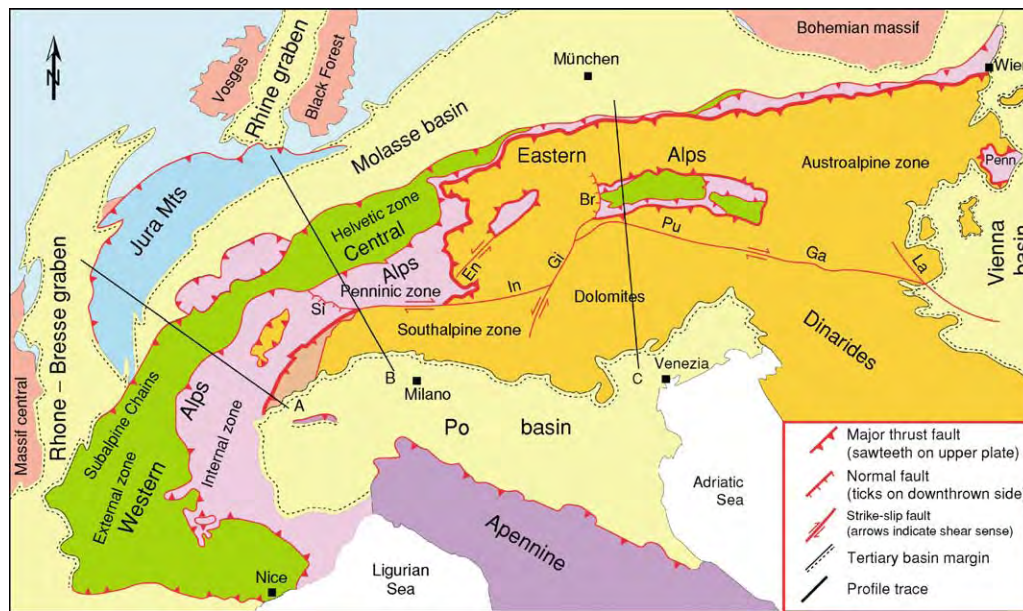 N
Vosges
Rhine graben
Black Forest
Bohemian massif
München
Wien
Molasse basin
Jura Mts
Eastern
Alps
Austroalpine zone
Penn
Helvetic zone
Central
Alps
Penninic zone
Br
Pu
En
Gi
In
Ga
La
Vienna
basin
Si
Dolomites
Southalpine zone
Dinarides
Rhone – Bresse graben
Massif central
Subalpine Chains
External zone
Western
Alps
Internal zone
A
B
Milano
C
Venezia
Po basin
Adriatic
Sea
Apennine
Ligurian
Sea
Nice
Major thrust fault
(sawteeth on upper plate)
Normal fault
(ticks on downthrown side)
Strike-slip fault
(arrows indicate shear sense)
Tertiary basin margin
Profile trace